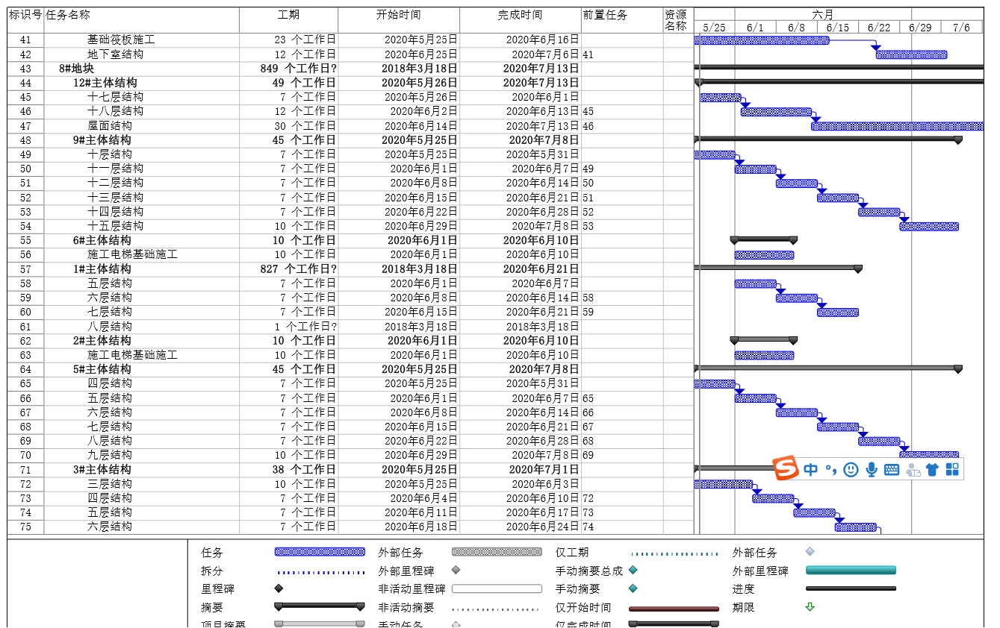 标识号 任务名称 工期 开始时间 完成时间 前置任务 资源名称 六月
5/25 6/1 6/8 6/15 6/22 6/29 7/6
41 基础筏板施工 23 个工作日 2020年5月25日 2020年6月16日
42 地下室结构 12 个工作日 2020年6月25日 2020年7月6日 41
43 8#地块 849 个工作日? 2018年3月18日 2020年7月13日
44 12#主体结构 49 个工作日 2020年5月26日 2020年7月13日
45 十七层结构 7 个工作日 2020年5月26日 2020年6月1日
46 十八层结构 12 个工作日 2020年6月2日 2020年6月13日 45
47 屋面结构 30 个工作日 2020年6月14日 2020年7月13日 46
48 9#主体结构 45 个工作日 2020年5月25日 2020年7月8日
49 十层结构 7 个工作日 2020年5月25日 2020年5月31日
50 十一层结构 7 个工作日 2020年6月1日 2020年6月7日 49
51 十二层结构 7 个工作日 2020年6月8日 2020年6月14日 50
52 十三层结构 7 个工作日 2020年6月15日 2020年6月21日 51
53 十四层结构 7 个工作日 2020年6月22日 2020年6月28日 52
54 十五层结构 10 个工作日 2020年6月29日 2020年7月8日 53
55 6#主体结构 10 个工作日 2020年6月1日 2020年6月10日
56 施工电梯基础施工 10 个工作日 2020年6月1日 2020年6月10日
57 1#主体结构 827 个工作日? 2018年3月18日 2020年6月21日
58 五层结构 7 个工作日 2020年6月1日 2020年6月7日
59 六层结构 7 个工作日 2020年6月8日 2020年6月14日 58
60 七层结构 7 个工作日 2020年6月15日 2020年6月21日 59
61 八层结构 1 个工作日? 2018年3月18日 2018年3月18日
62 2#主体结构 10 个工作日 2020年6月1日 2020年6月10日
63 施工电梯基础施工 10 个工作日 2020年6月1日 2020年6月10日
64 5#主体结构 45 个工作日 2020年5月25日 2020年7月8日
65 四层结构 7 个工作日 2020年5月25日 2020年5月31日
66 五层结构 7 个工作日 2020年6月1日 2020年6月7日 65
67 六层结构 7 个工作日 2020年6月8日 2020年6月14日 66
68 七层结构 7 个工作日 2020年6月15日 2020年6月21日 67
69 八层结构 7 个工作日 2020年6月22日 2020年6月28日 68
70 九层结构 10 个工作日 2020年6月29日 2020年7月8日 69
71 3#主体结构 38 个工作日 2020年5月25日 2020年7月1日 中
72 三层结构 10 个工作日 2020年5月25日 2020年6月3日
73 四层结构 7 个工作日 2020年6月4日 2020年6月10日 72
74 五层结构 7 个工作日 2020年6月11日 2020年6月17日 73
75 六层结构 7 个工作日 2020年6月18日 2020年6月24日 74
任务 外部任务 仅工期 外部任务
拆分 外部里程碑 手动摘要总成 外部里程碑
里程碑 非活动里程碑 手动摘要 进度
摘要 非活动摘要 仅开始时间 期限
项目摘要 手动任务 仅完成时间